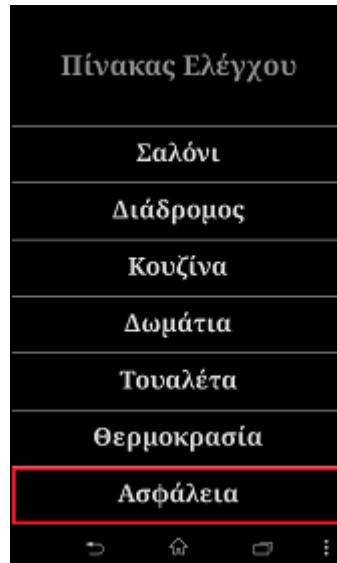 Πίνακας Ελέγχου
Σαλόνι
Διάδρομος
Κουζίνα
Δωμάτια
Τουαλέτα
Θερμοκρασία
Ασφάλεια